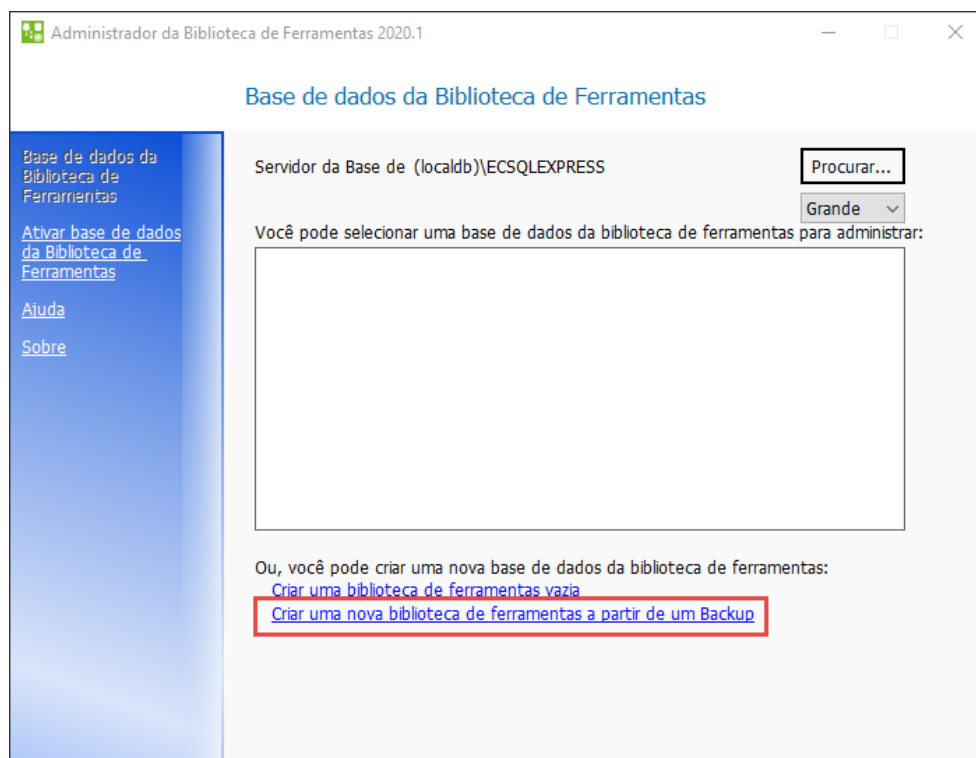 Administrador da Biblioteca de Ferramentas 2020.1
Base de dados da Biblioteca de Ferramentas
Base de dados da
Biblioteca de
Ferramentas
Ativar base de dados
da Biblioteca de
Ferramentas
Ajuda
Sobre
Servidor da Base de (localdb)\ECSQLEXPRESS
Procurar...
Grande
Você pode selecionar uma base de dados da biblioteca de ferramentas para administrar:
Ou, você pode criar uma nova base de dados da biblioteca de ferramentas:
Criar uma biblioteca de ferramentas vazia
Criar uma nova biblioteca de ferramentas a partir de um Backup